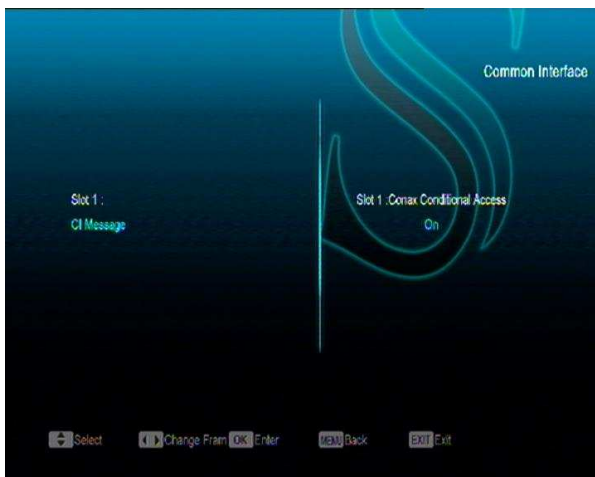 Common Interface
Slot 1 : Slot 1 :Conax Conditional Access
CI Message On
Select Change Fram OK Enter MENU Back EXIT Exit